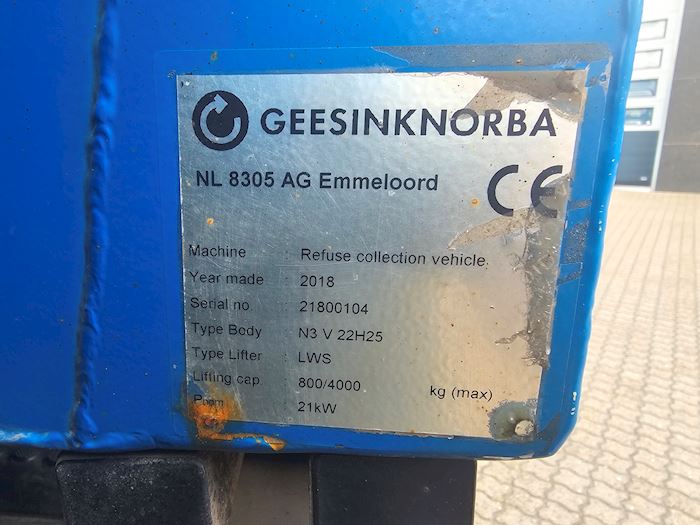 GEESINKNORBA
NL 8305 AG Emmeloord
CE
Machine : Refuse collection vehicle
Year made : 2018
Serial no : 21800104
Type Body : N3 V 22H25
Type Lifter : LWS
Lifting cap. : 800/4000 kg (max)
Pnom : 21kW